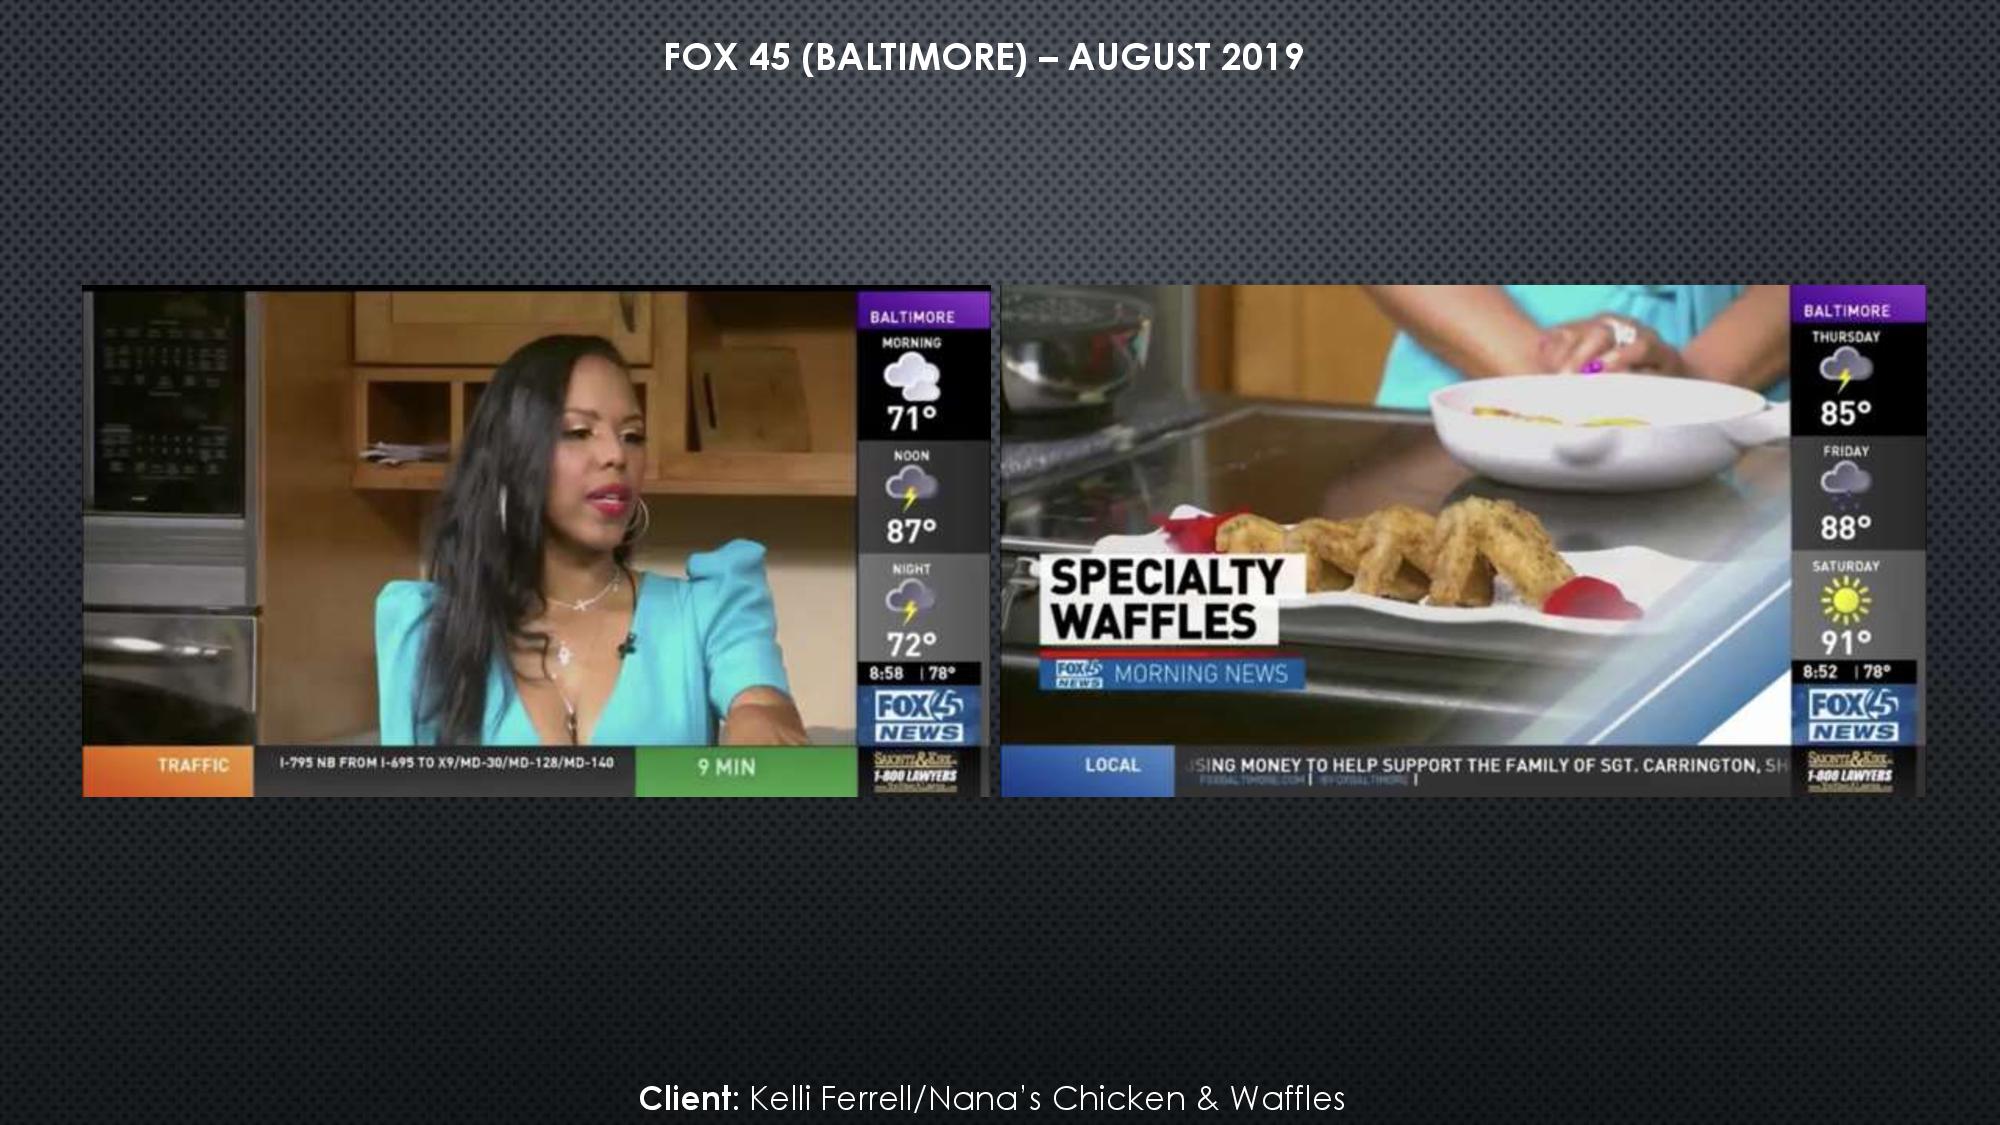 FOX 45 (BALTIMORE) – AUGUST 2019
BALTIMORE
MORNING
71°
NOON
87°
NIGHT
72°
8:58 | 78°
FOX45
NEWS
TRAFFIC
I-795 NB FROM I-695 TO X9/MD-30/MD-128/MD-140
9 MIN
1-800 LAWYERS
BALTIMORE
THURSDAY
85°
FRIDAY
88°
SATURDAY
91°
8:52 | 78°
FOX45
NEWS
SPECIALTY
WAFFLES
FOX45
NEWS
MORNING NEWS
LOCAL
SING MONEY TO HELP SUPPORT THE FAMILY OF SGT. CARRINGTON, SH
1-800 LAWYERS
Client: Kelli Ferrell/Nana's Chicken & Waffles